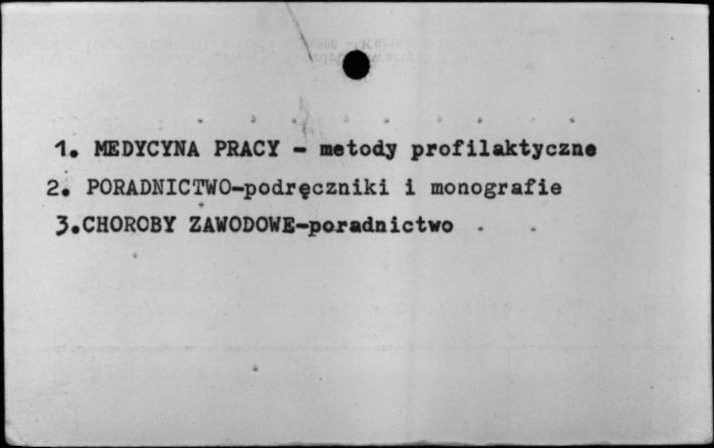 1. MEDYCYNA PRACY - metody profilaktyczne
2. PORADNICTWO-podręczniki i monografie
3.CHOROBY ZAWODOWE-poradnictwo